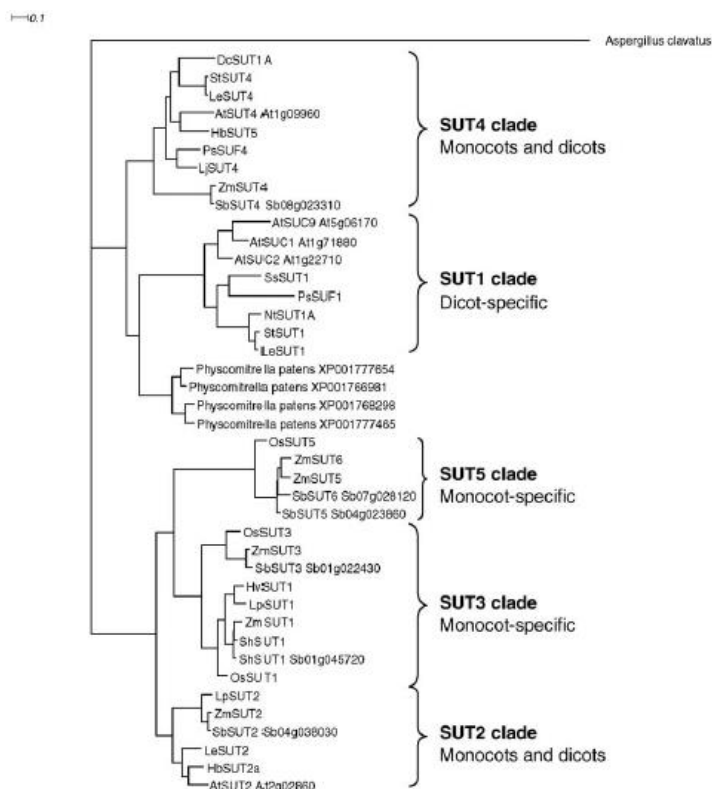 0.1
Aspergillus clavatus
DcSUT1A
StSUT4
LeSUT4
AtSUT4 At1g09960
HbSUT5
PsSUF4
LjSUT4
ZmSUT4
SbSUT4 Sb08g023310
SUT4 clade
Monocots and dicots
AtSUC9 At5g06170
AtSUC1 At1g71880
AtSUC2 At1g22710
SsSUT1
PsSUF1
NtSUT1A
StSUT1
LeSUT1
SUT1 clade
Dicot-specific
Physcomitrella patens XP001777654
Physcomitrella patens XP001766981
Physcomitrella patens XP001768298
Physcomitrella patens XP001777465
OsSUT5
ZmSUT6
ZmSUT5
SbSUT6 Sb07g028120
SbSUT5 Sb04g023860
SUT5 clade
Monocot-specific
OsSUT3
ZmSUT3
SbSUT3 Sb01g022430
HvSUT1
LpSUT1
ZmSUT1
ShSUT1
ShSUT1 Sb01g045720
OsSUT1
SUT3 clade
Monocot-specific
LpSUT2
ZmSUT2
SbSUT2 Sb04g038030
LeSUT2
HbSUT2a
AtSUT2 At2g02860
SUT2 clade
Monocots and dicots